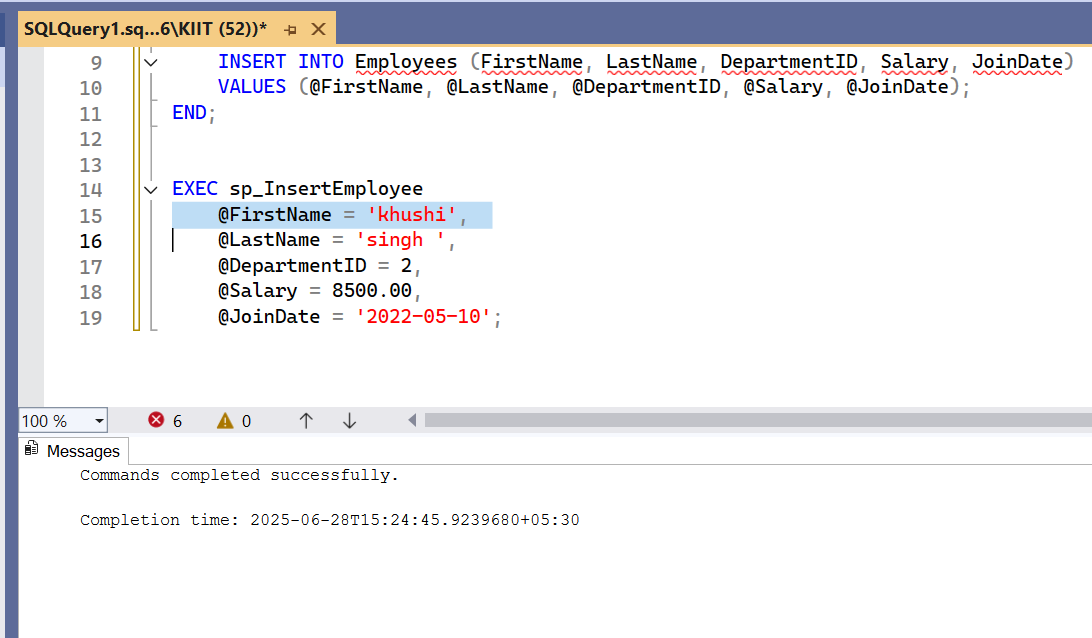 SQLQuery1.sq...6\KIIT (52))*
9 INSERT INTO Employees (FirstName, LastName, DepartmentID, Salary, JoinDate)
10 VALUES (@FirstName, @LastName, @DepartmentID, @Salary, @JoinDate);
11 END;
12
13
14 EXEC sp_InsertEmployee
15 @FirstName = 'khushi',
16 @LastName = 'singh ',
17 @DepartmentID = 2,
18 @Salary = 8500.00,
19 @JoinDate = '2022-05-10';
100 % 6 0
Messages
Commands completed successfully.
Completion time: 2025-06-28T15:24:45.9239680+05:30